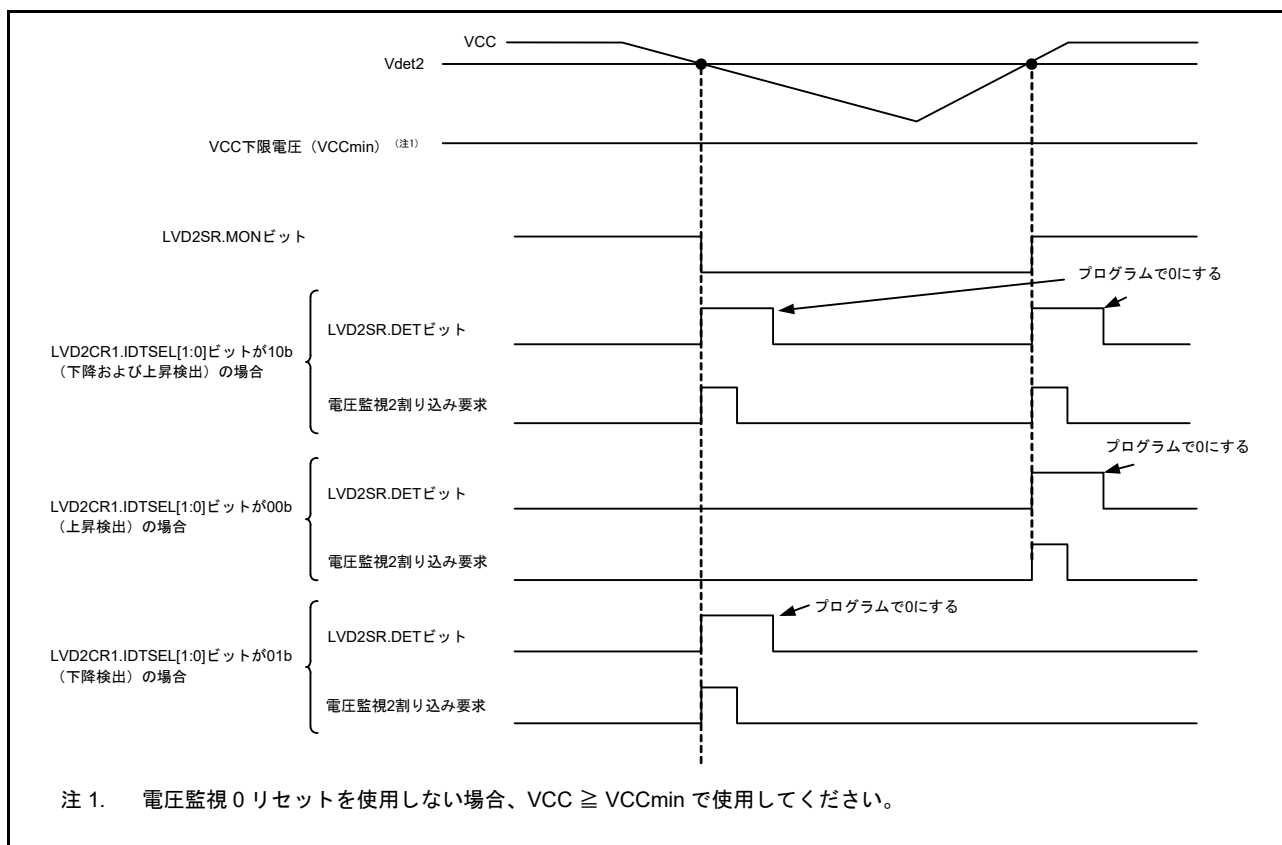 VCC
Vdet2
VCC下限電圧（VCCmin）（注1）
LVD2SR.MONビット
プログラムで0にする
LVD2SR.DETビット
LVD2CR1.IDTSEL[1:0]ビットが10b
（下降および上昇検出）の場合
電圧監視2割り込み要求
プログラムで0にする
LVD2SR.DETビット
LVD2CR1.IDTSEL[1:0]ビットが00b
（上昇検出）の場合
電圧監視2割り込み要求
プログラムで0にする
LVD2SR.DETビット
LVD2CR1.IDTSEL[1:0]ビットが01b
（下降検出）の場合
電圧監視2割り込み要求
注 1. 電圧監視 0 リセットを使用しない場合、VCC ≧ VCCmin で使用してください。